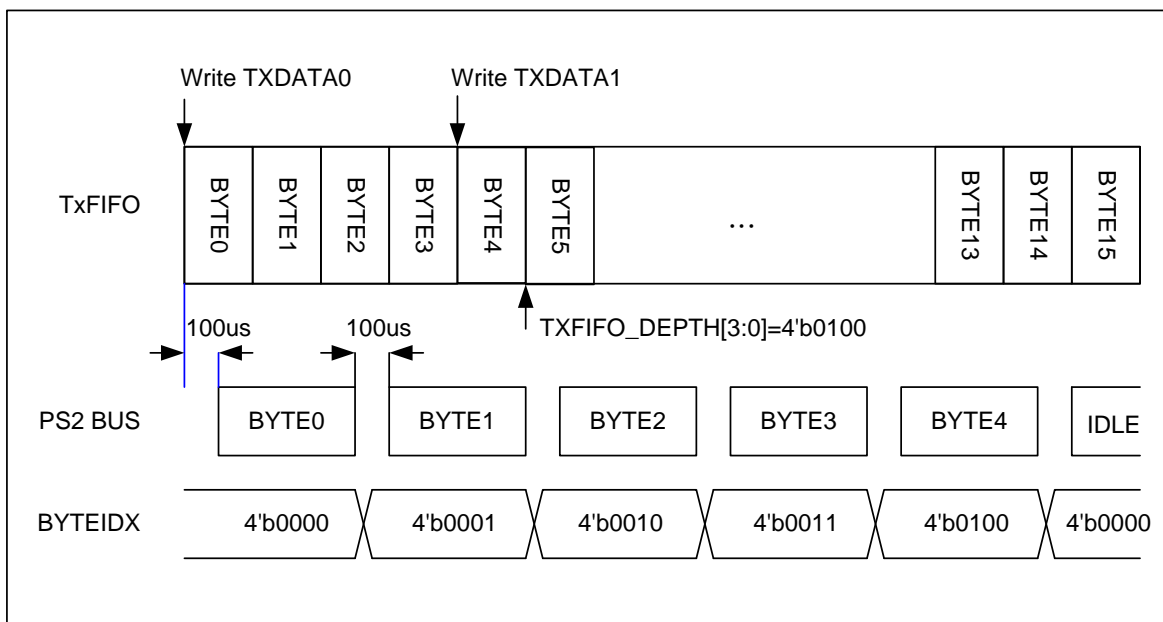 Write TXDATA0 Write TXDATA1
TxFIFO BYTE0 BYTE1 BYTE2 BYTE3 BYTE4 BYTE5 ... BYTE13 BYTE14 BYTE15
100us 100us TXFIFO_DEPTH[3:0]=4'b0100
PS2 BUS BYTE0 BYTE1 BYTE2 BYTE3 BYTE4 IDLE
BYTEIDX 4'b0000 4'b0001 4'b0010 4'b0011 4'b0100 4'b0000